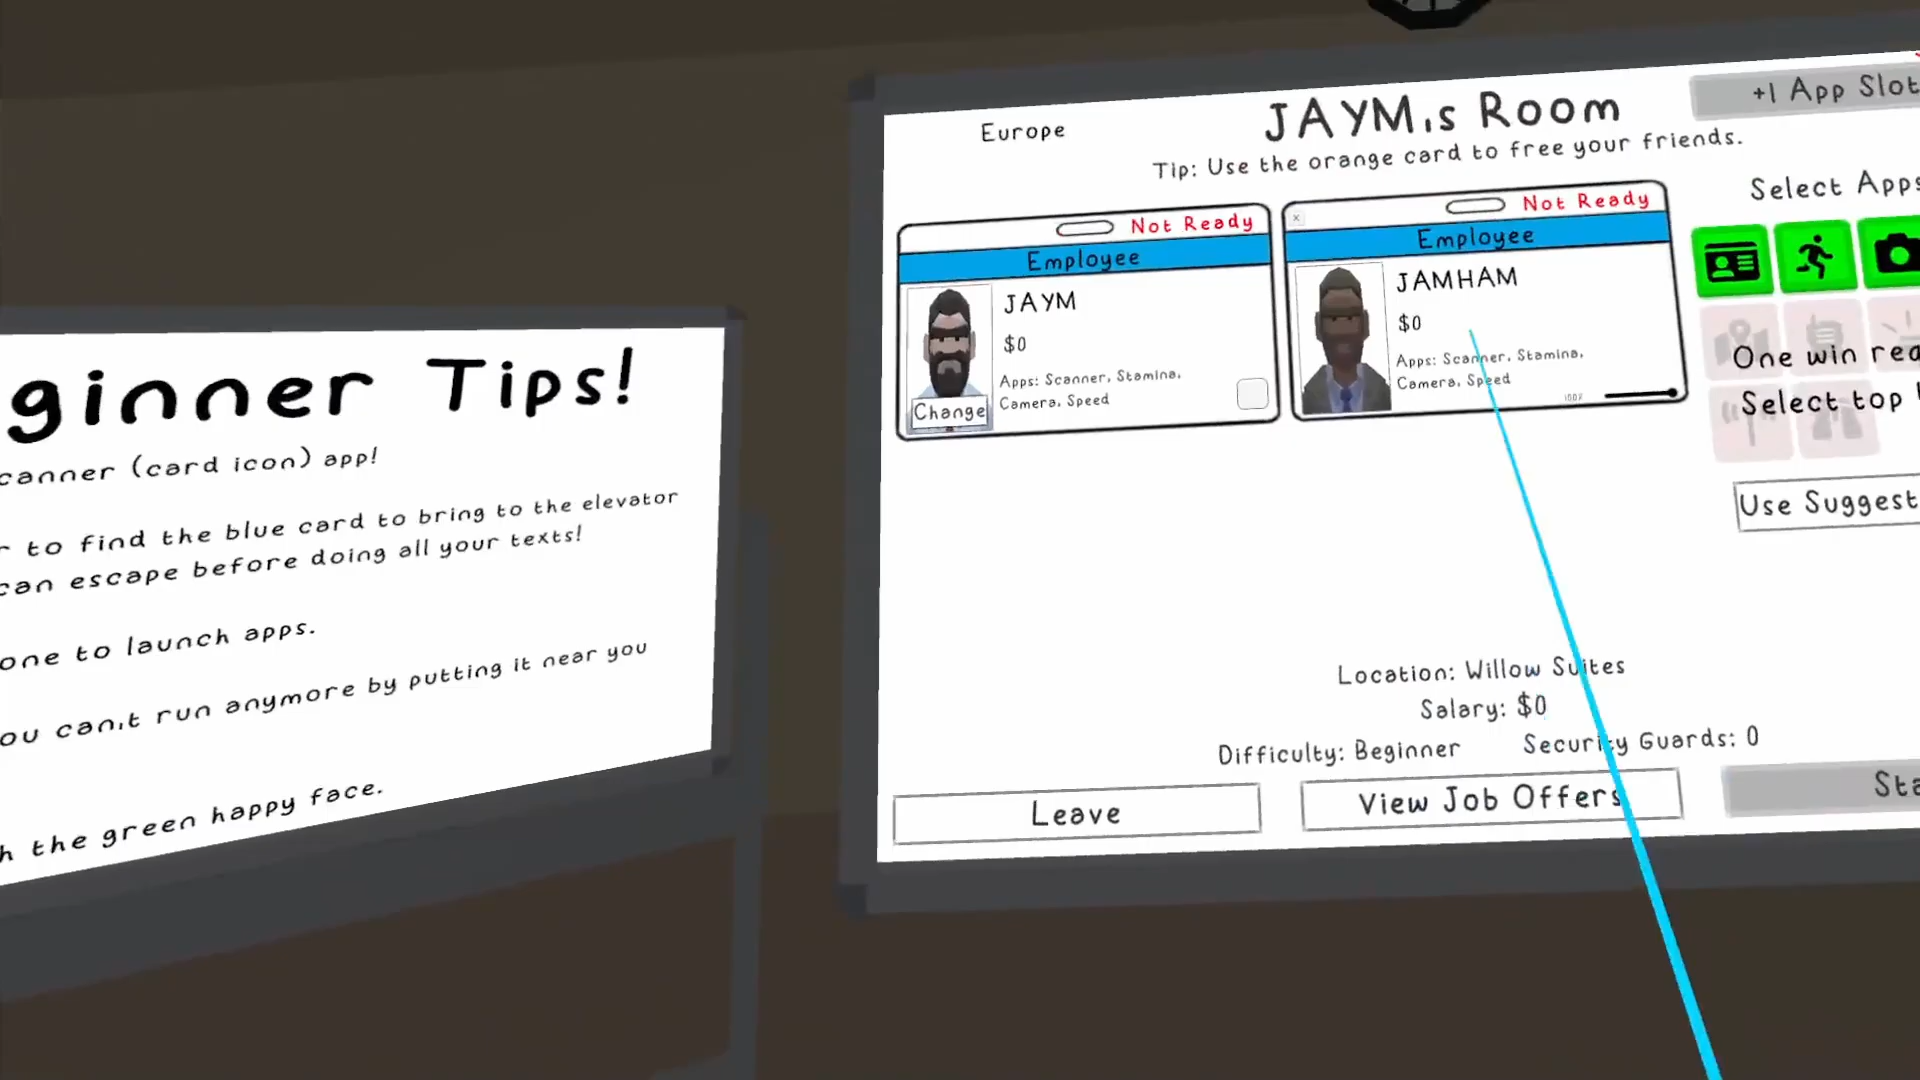 ginner Tips!
canner (card icon) app!
r to find the blue card to bring to the elevator
can escape before doing all your texts!
one to launch apps.
ou can't run anymore by putting it near you
h the green happy face.
Europe
JAYM's Room
+1 App Slot
Tip: Use the orange card to free your friends.
Not Ready
Employee
JAYM
$0
Apps: Scanner, Stamina,
Camera, Speed
Change
x
Not Ready
Employee
JAMHAM
$0
Apps: Scanner, Stamina,
Camera, Speed
100%
Select Apps
One win rea
Select top
Use Suggest
Location: Willow Suites
Salary: $0
Difficulty: Beginner Security Guards: 0
Leave
View Job Offers
Sta